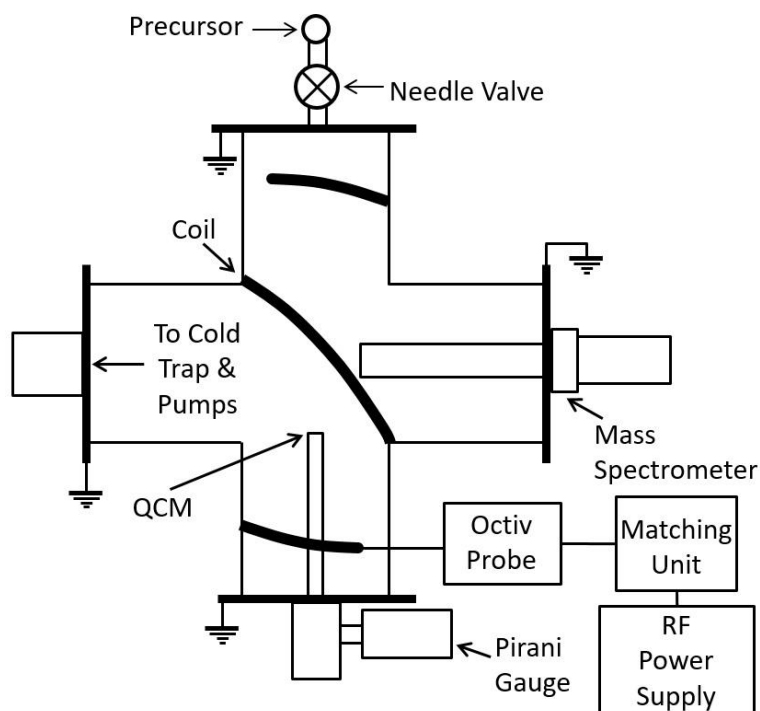 Precursor
Needle Valve
Coil
To Cold
Trap &
Pumps
Mass
Spectrometer
QCM
Octiv
Probe
Matching
Unit
Pirani
Gauge
RF
Power
Supply